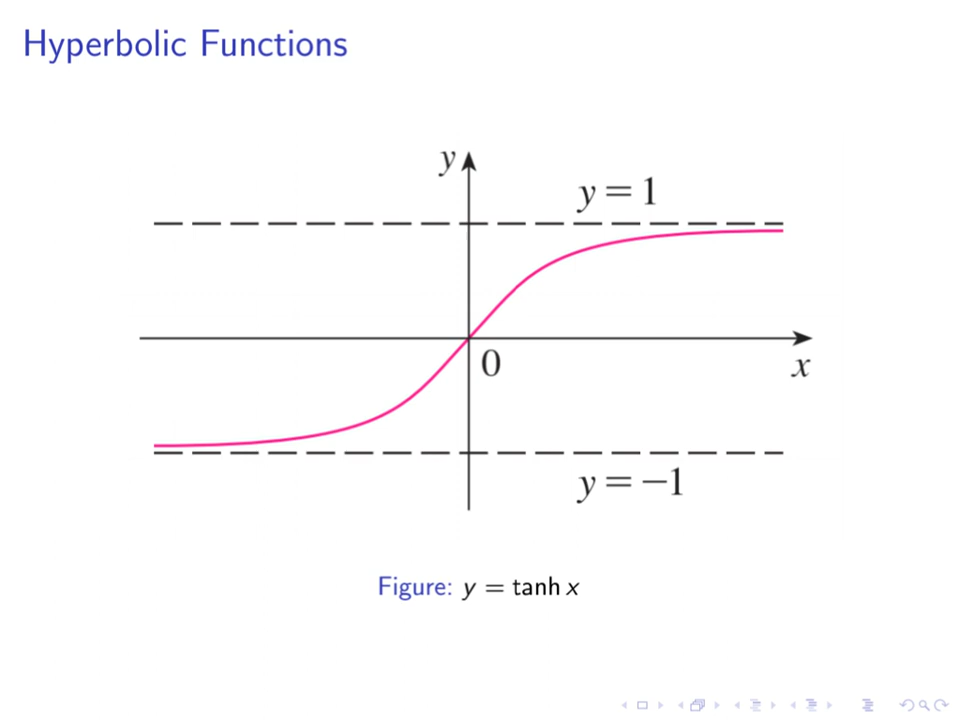 Hyperbolic Functions
y
y = 1
0
x
y = −1
Figure: y = tanh x